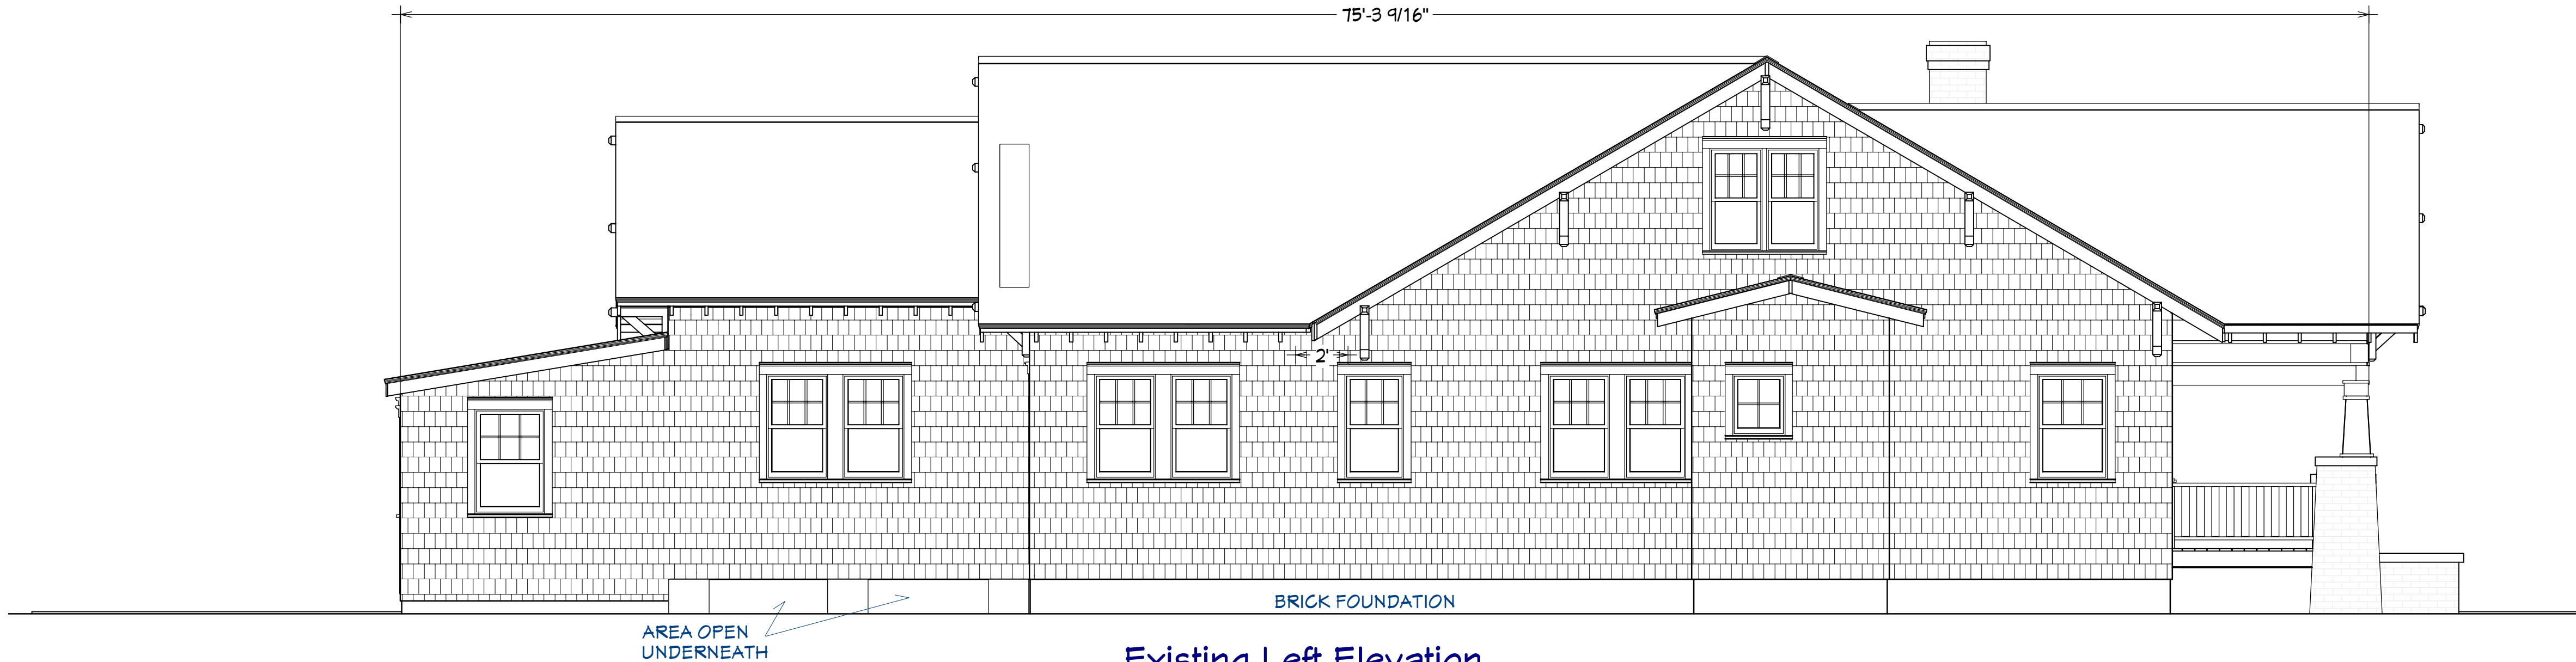 75'-3 9/16"
2'
BRICK FOUNDATION
AREA OPEN
UNDERNEATH
Existing Left Elevation